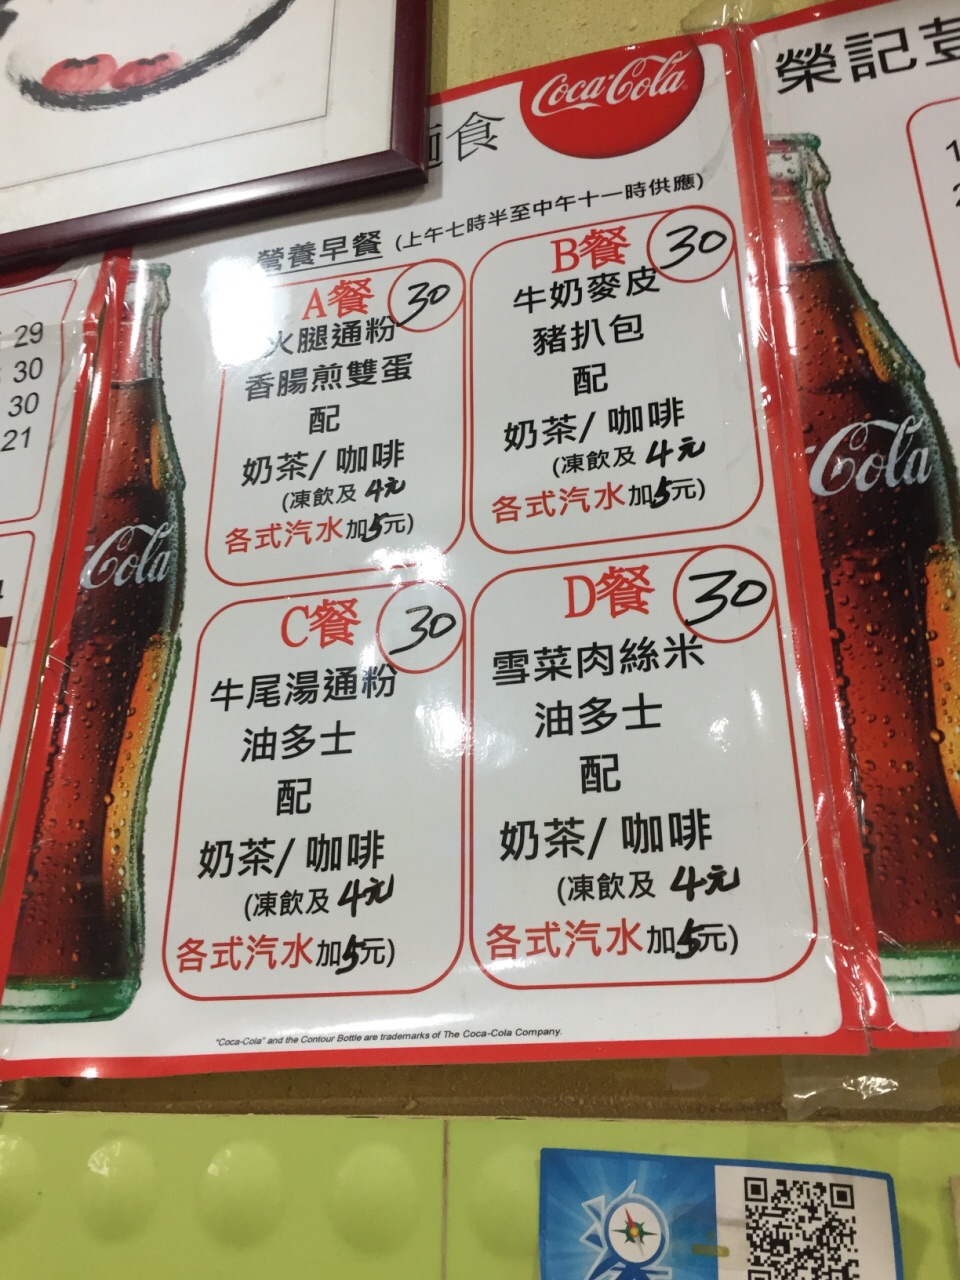 Coca-Cola
食
營養早餐 (上午七時半至中午十一時供應)
A餐 30
火腿通粉
香腸煎雙蛋
配
奶茶/ 咖啡
(凍飲及 4元
各式汽水加5元)
B餐 30
牛奶麥皮
豬扒包
配
奶茶/ 咖啡
(凍飲及 4元
各式汽水加5元)
C餐 30
牛尾湯通粉
油多士
配
奶茶/ 咖啡
(凍飲及 4元
各式汽水加5元)
D餐 30
雪菜肉絲米
油多士
配
奶茶/ 咖啡
(凍飲及 4元
各式汽水加5元)
"Coca-Cola" and the Contour Bottle are trademarks of The Coca-Cola Company.
29
30
30
21
Cola
榮記
Cola